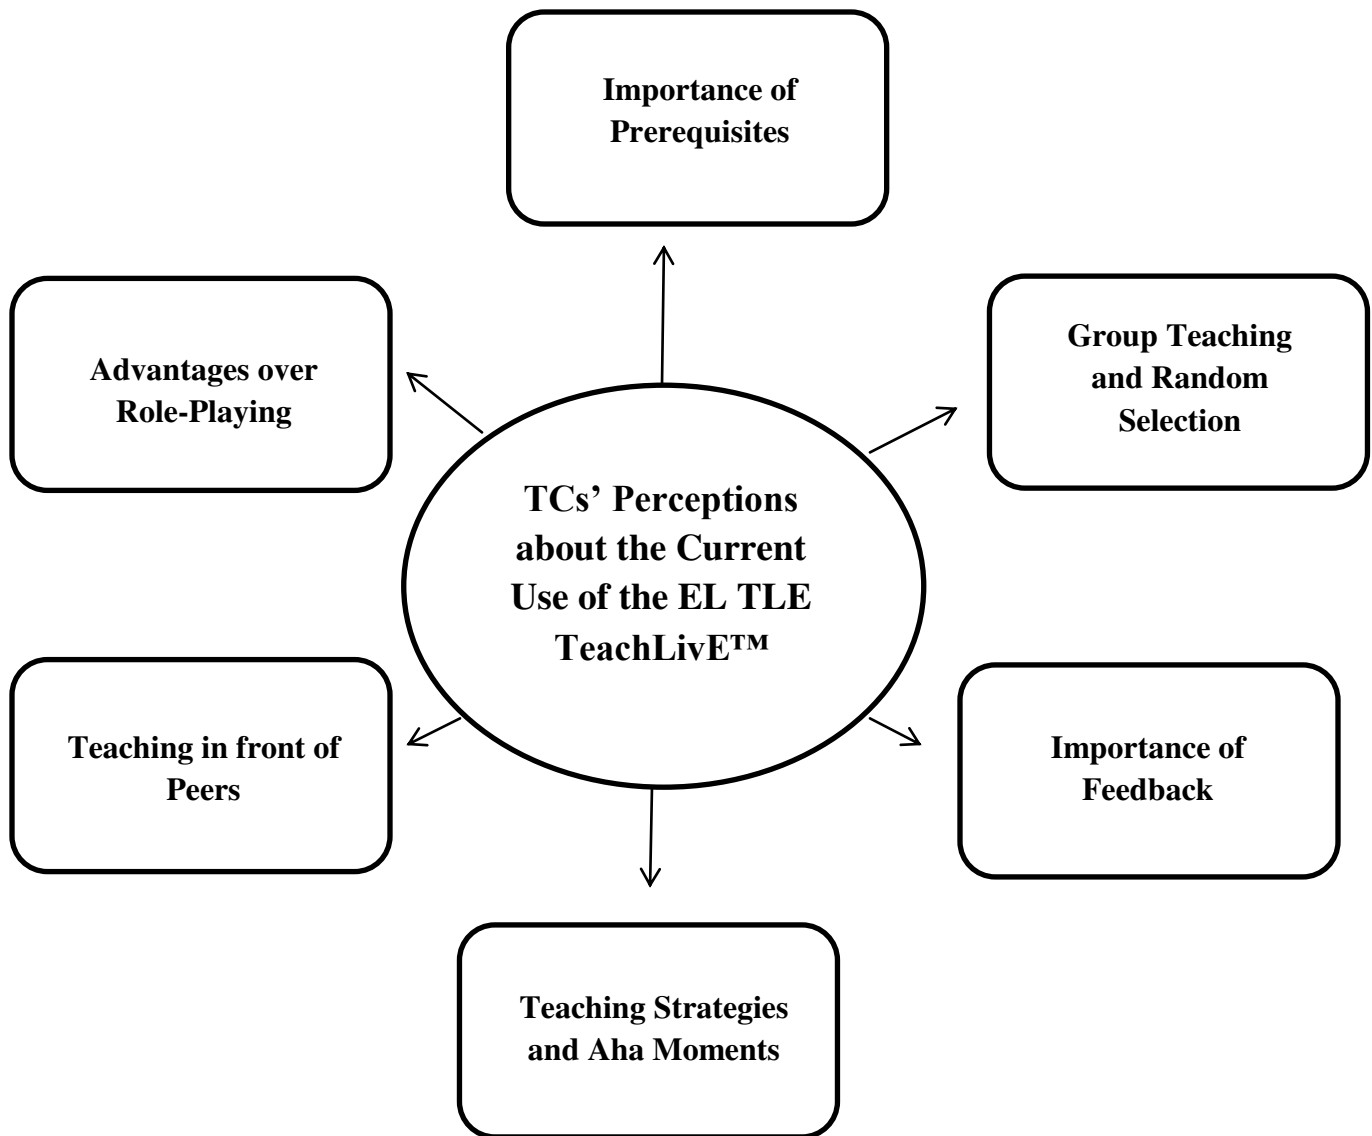 Importance of
Prerequisites
Group Teaching
and Random
Selection
Advantages over
Role-Playing
TCs’ Perceptions
about the Current
Use of the EL TLE
TeachLivE™
Teaching in front of
Peers
Importance of
Feedback
Teaching Strategies
and Aha Moments